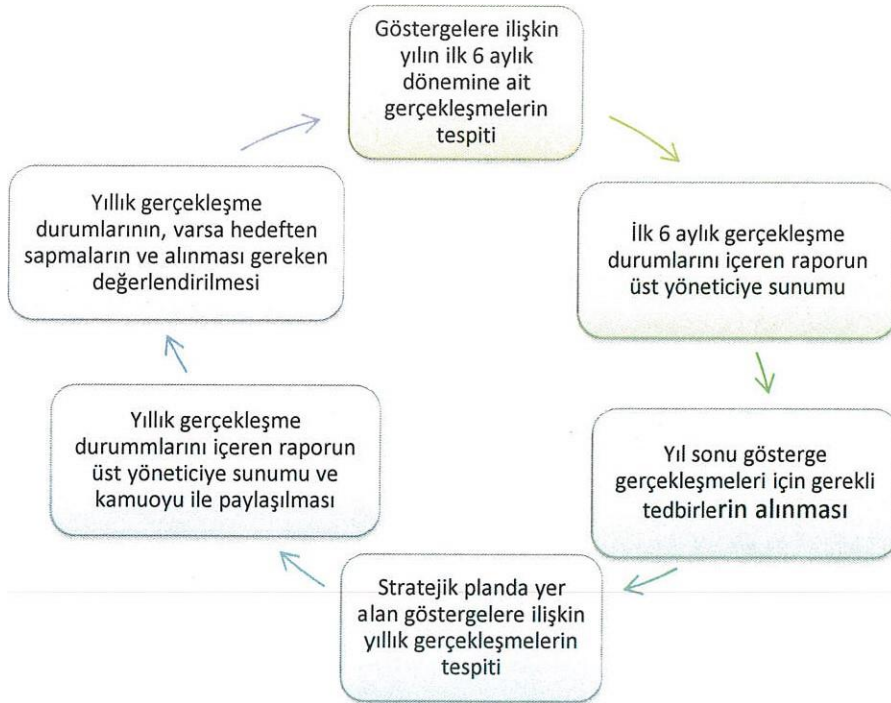 Göstergelere ilişkin
yılın ilk 6 aylık
dönemine ait
gerçekleşmelerin
tespiti
İlk 6 aylık gerçekleşme
durumlarını içeren raporun
üst yöneticiye sunumu
Yıl sonu gösterge
gerçekleşmeleri için gerekli
tedbirlerin alınması
Stratejik planda yer
alan göstergelere ilişkin
yıllık gerçekleşmelerin
tespiti
Yıllık gerçekleşme
durummlarını içeren raporun
üst yöneticiye sunumu ve
kamuoyu ile paylaşılması
Yıllık gerçekleşme
durumlarının, varsa hedeften
sapmaların ve alınması gereken
değerlendirilmesi